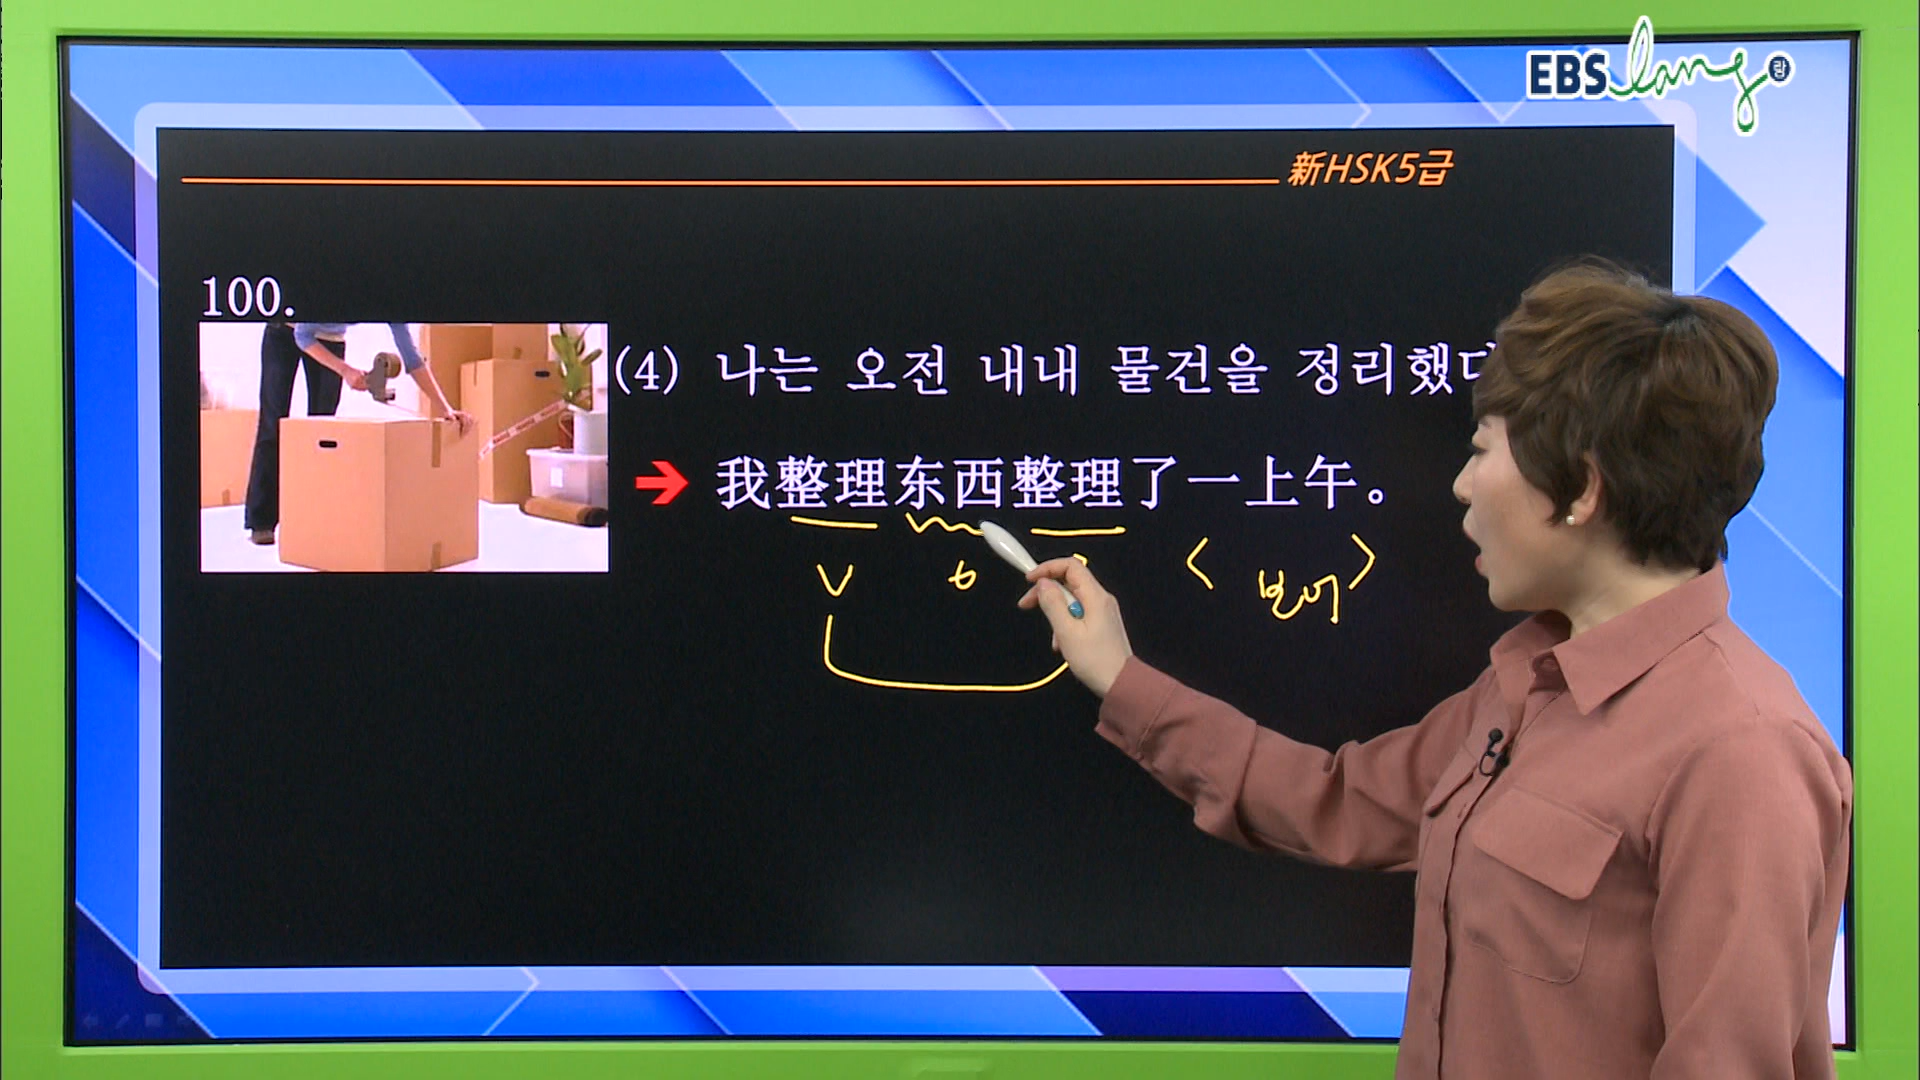 EBS lang 랑
新HSK5급
100.
(4) 나는 오전 내내 물건을 정리했다
我整理东西整理了一上午。
V
보어